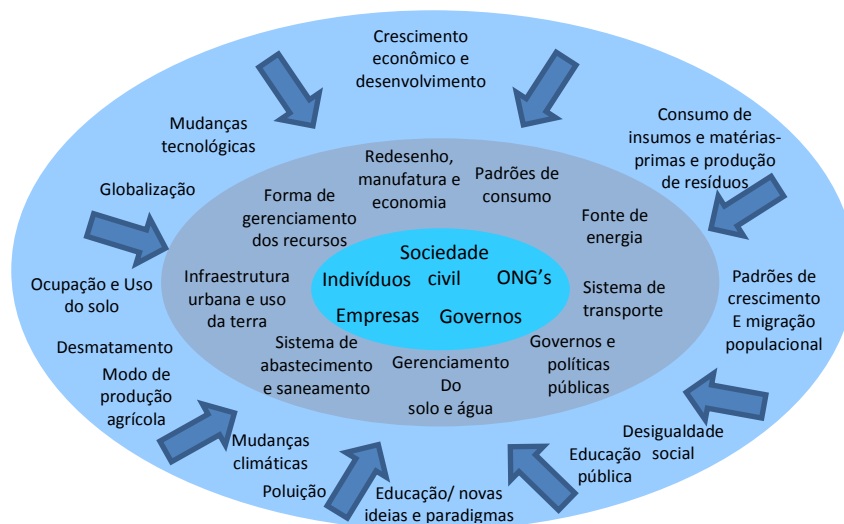 Crescimento
econômico e
desenvolvimento
Mudanças
tecnológicas
Consumo de
insumos e matérias-
primas e produção
de resíduos
Globalização
Ocupação e Uso
do solo
Padrões de
crescimento
E migração
populacional
Desmatamento
Modo de
produção
agrícola
Mudanças
climáticas
Poluição
Educação/ novas
ideias e paradigmas
Educação
pública
Desigualdade
social
Redesenho,
manufatura e
economia
Padrões de
consumo
Forma de
gerenciamento
dos recursos
Fonte de
energia
Infraestrutura
urbana e uso
da terra
Sistema de
transporte
Sistema de
abastecimento
e saneamento
Gerenciamento
Do
solo e água
Governos e
políticas
públicas
Sociedade
civil
Indivíduos
ONG's
Empresas
Governos